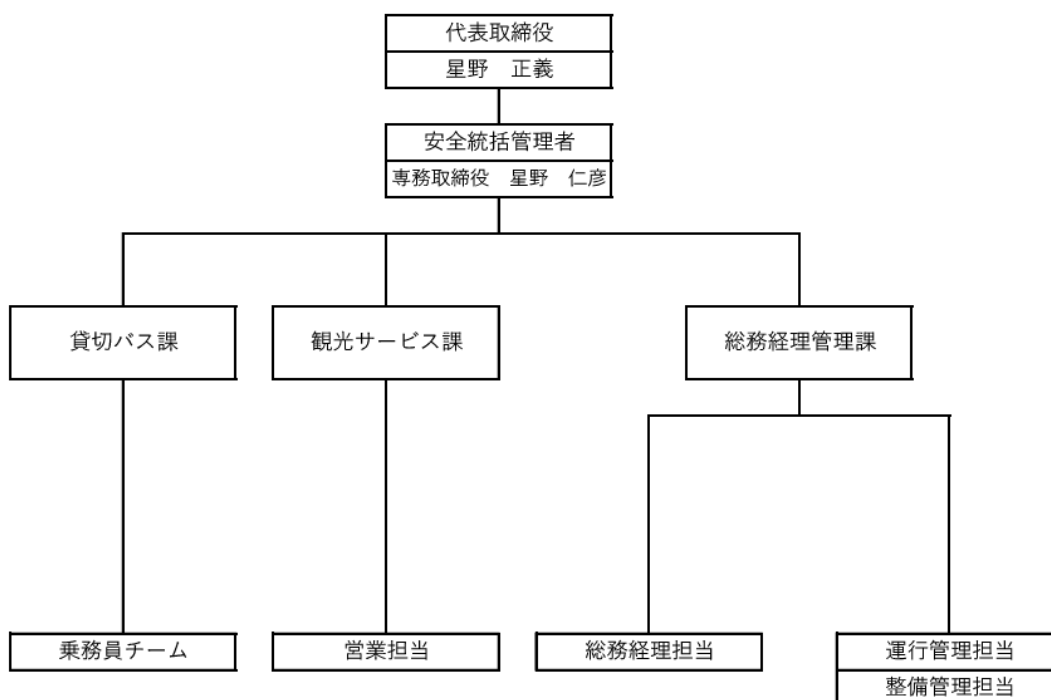 代表取締役
星野　正義
安全統括管理者
専務取締役　星野　仁彦
貸切バス課
観光サービス課
総務経理管理課
乗務員チーム
営業担当
総務経理担当
運行管理担当
整備管理担当